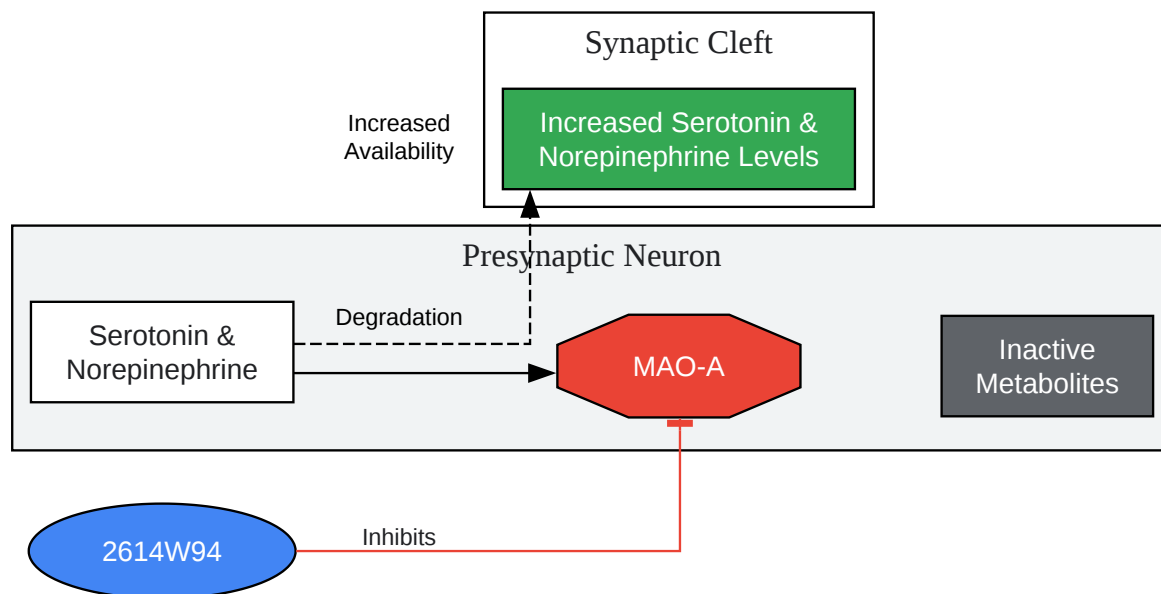 Synaptic Cleft
Increased
Availability
Increased Serotonin &
Norepinephrine Levels
Presynaptic Neuron
Serotonin &
Norepinephrine
Degradation
MAO-A
Inactive
Metabolites
2614W94
Inhibits